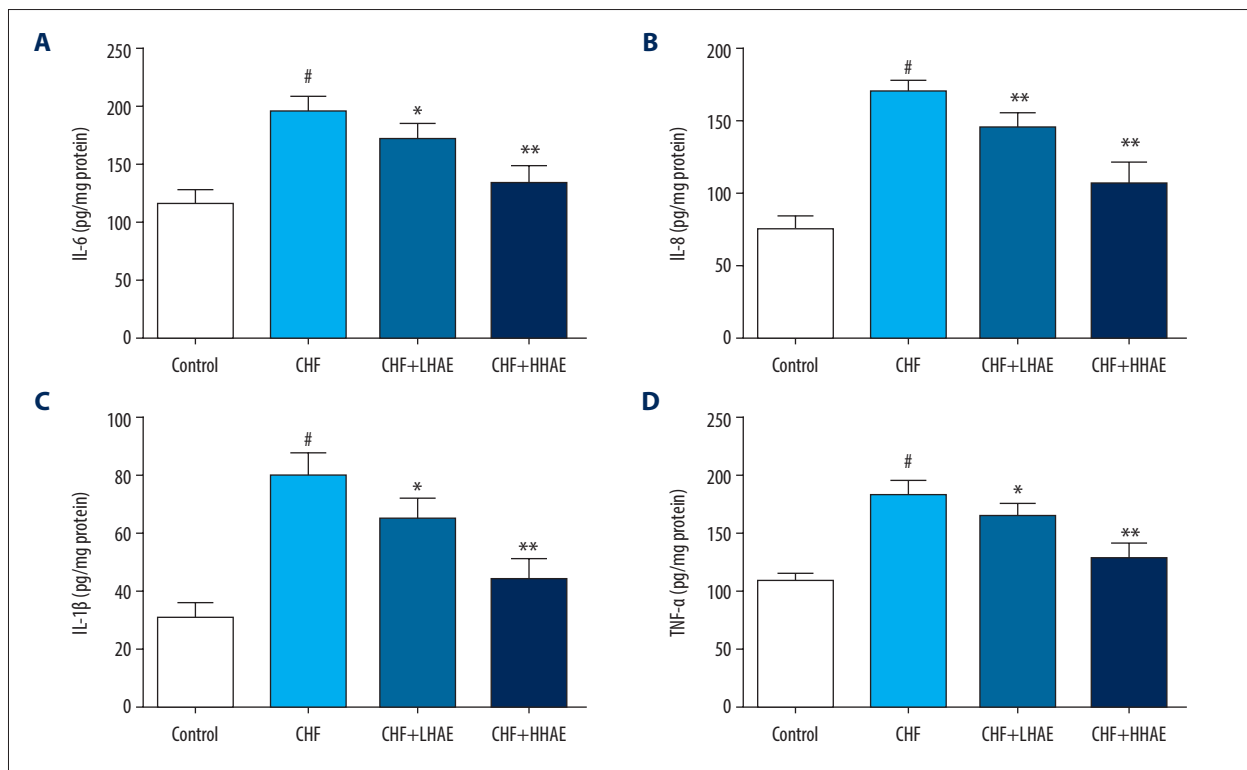 A
IL-6 (pg/mg protein)
250
200
150
100
50
0
#
*
**
Control CHF CHF+LHAE CHF+HHAE
B
IL-8 (pg/mg protein)
200
150
100
50
0
#
**
**
Control CHF CHF+LHAE CHF+HHAE
C
IL-1β (pg/mg protein)
100
80
60
40
20
0
#
*
**
Control CHF CHF+LHAE CHF+HHAE
D
TNF-α (pg/mg protein)
250
200
150
100
50
0
#
*
**
Control CHF CHF+LHAE CHF+HHAE